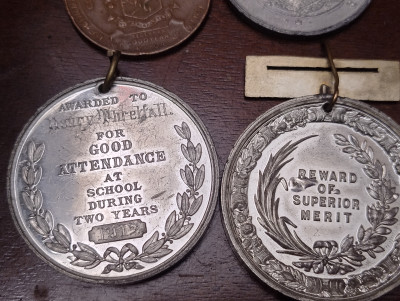 AWARDED TO
FOR
GOOD
ATTENDANCE
AT
SCHOOL
DURING
TWO YEARS
REWARD
OF
SUPERIOR
MERIT